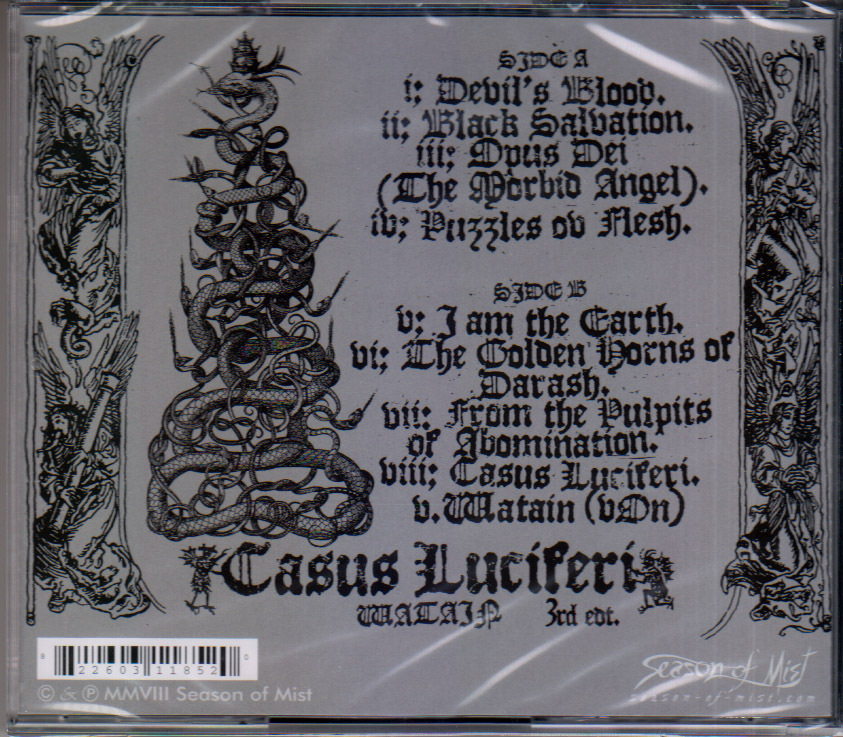 SIDE A
i; Devil's Blood.
ii; Black Salvation.
iii; Opus Dei
(The Morbid Angel).
iv; Puzzles ov Flesh.
SIDE B
v; I am the Earth.
vi; The Golden Horns of
Darash.
vii; From the Pulpits
of Abomination.
viii; Casus Luciferi.
v. Watain (vOn)
Casus Luciferi
WATAIN 3rd edt.
8 22603 11852 0
© & ℗ MMVIII Season of Mist
Season of Mist
season-of-mist.com